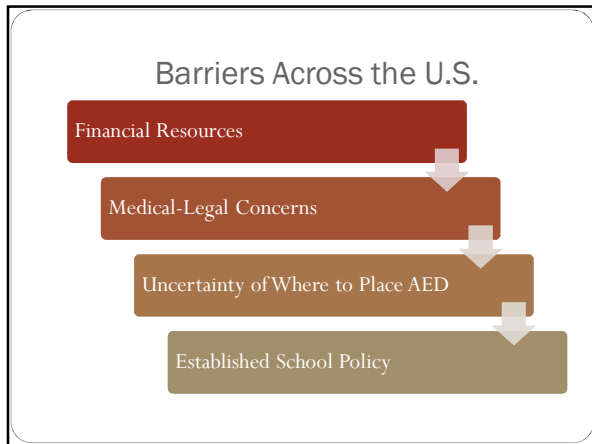 Barriers Across the U.S.
Financial Resources
Medical-Legal Concerns
Uncertainty of Where to Place AED
Established School Policy